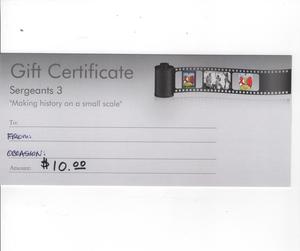 Gift Certificate
Sergeants 3
"Making history on a small scale"
To:
FROM:
OCCASION:
Amount: $10.00